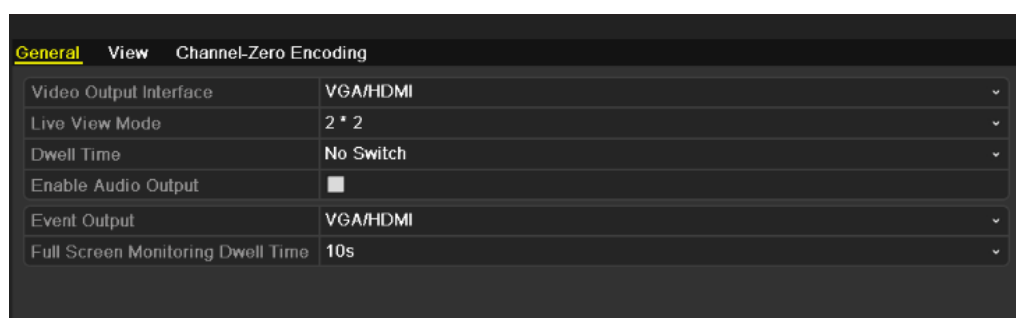 General View Channel-Zero Encoding
Video Output Interface VGA/HDMI
Live View Mode 2 * 2
Dwell Time No Switch
Enable Audio Output
Event Output VGA/HDMI
Full Screen Monitoring Dwell Time 10s